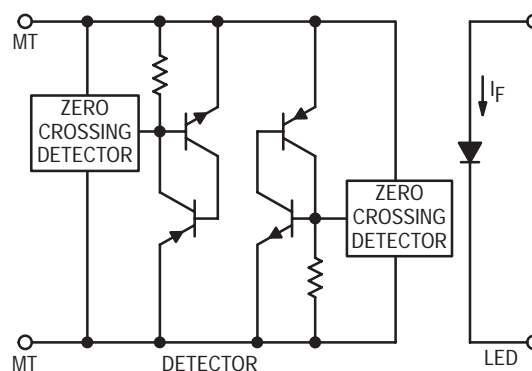 MT
I_F
ZERO
CROSSING
DETECTOR
ZERO
CROSSING
DETECTOR
MT
DETECTOR
LED